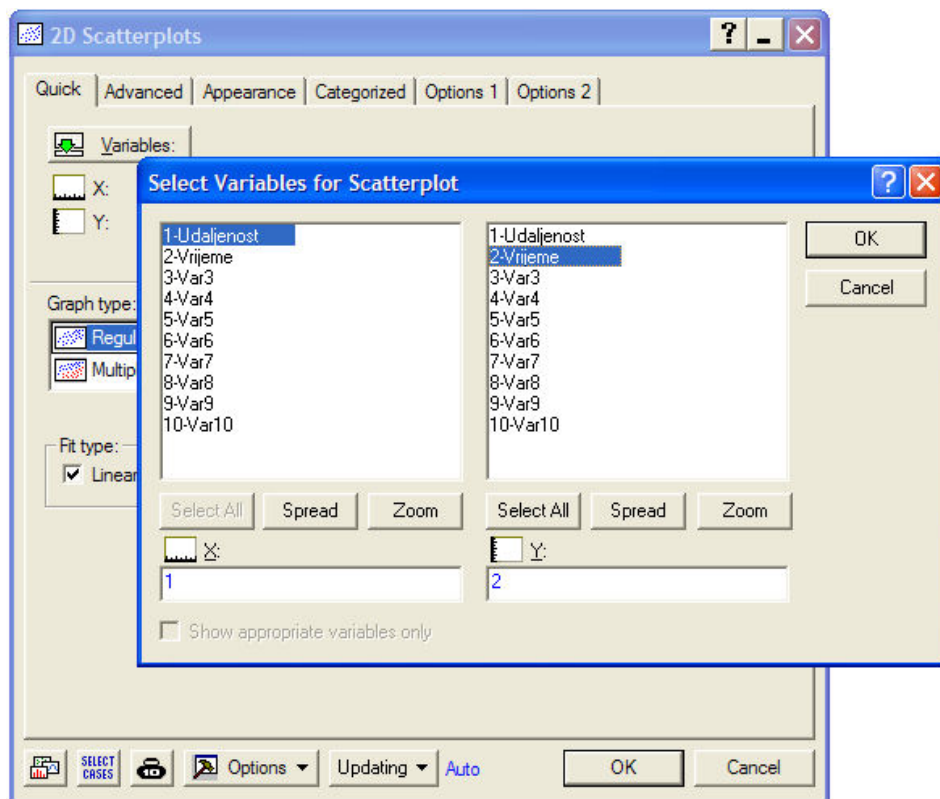 2D Scatterplots
Quick Advanced Appearance Categorized Options 1 Options 2
Variables:
X:
Y:
Graph type:
Regul
Multip
Fit type:
Linear
Select Variables for Scatterplot
1-Udaljenost
2-Vrijeme
3-Var3
4-Var4
5-Var5
6-Var6
7-Var7
8-Var8
9-Var9
10-Var10
Select All Spread Zoom
X:
1
1-Udaljenost
2-Vrijeme
3-Var3
4-Var4
5-Var5
6-Var6
7-Var7
8-Var8
9-Var9
10-Var10
Select All Spread Zoom
Y:
2
OK
Cancel
Show appropriate variables only
SELECT
CASES
Options Updating Auto OK Cancel